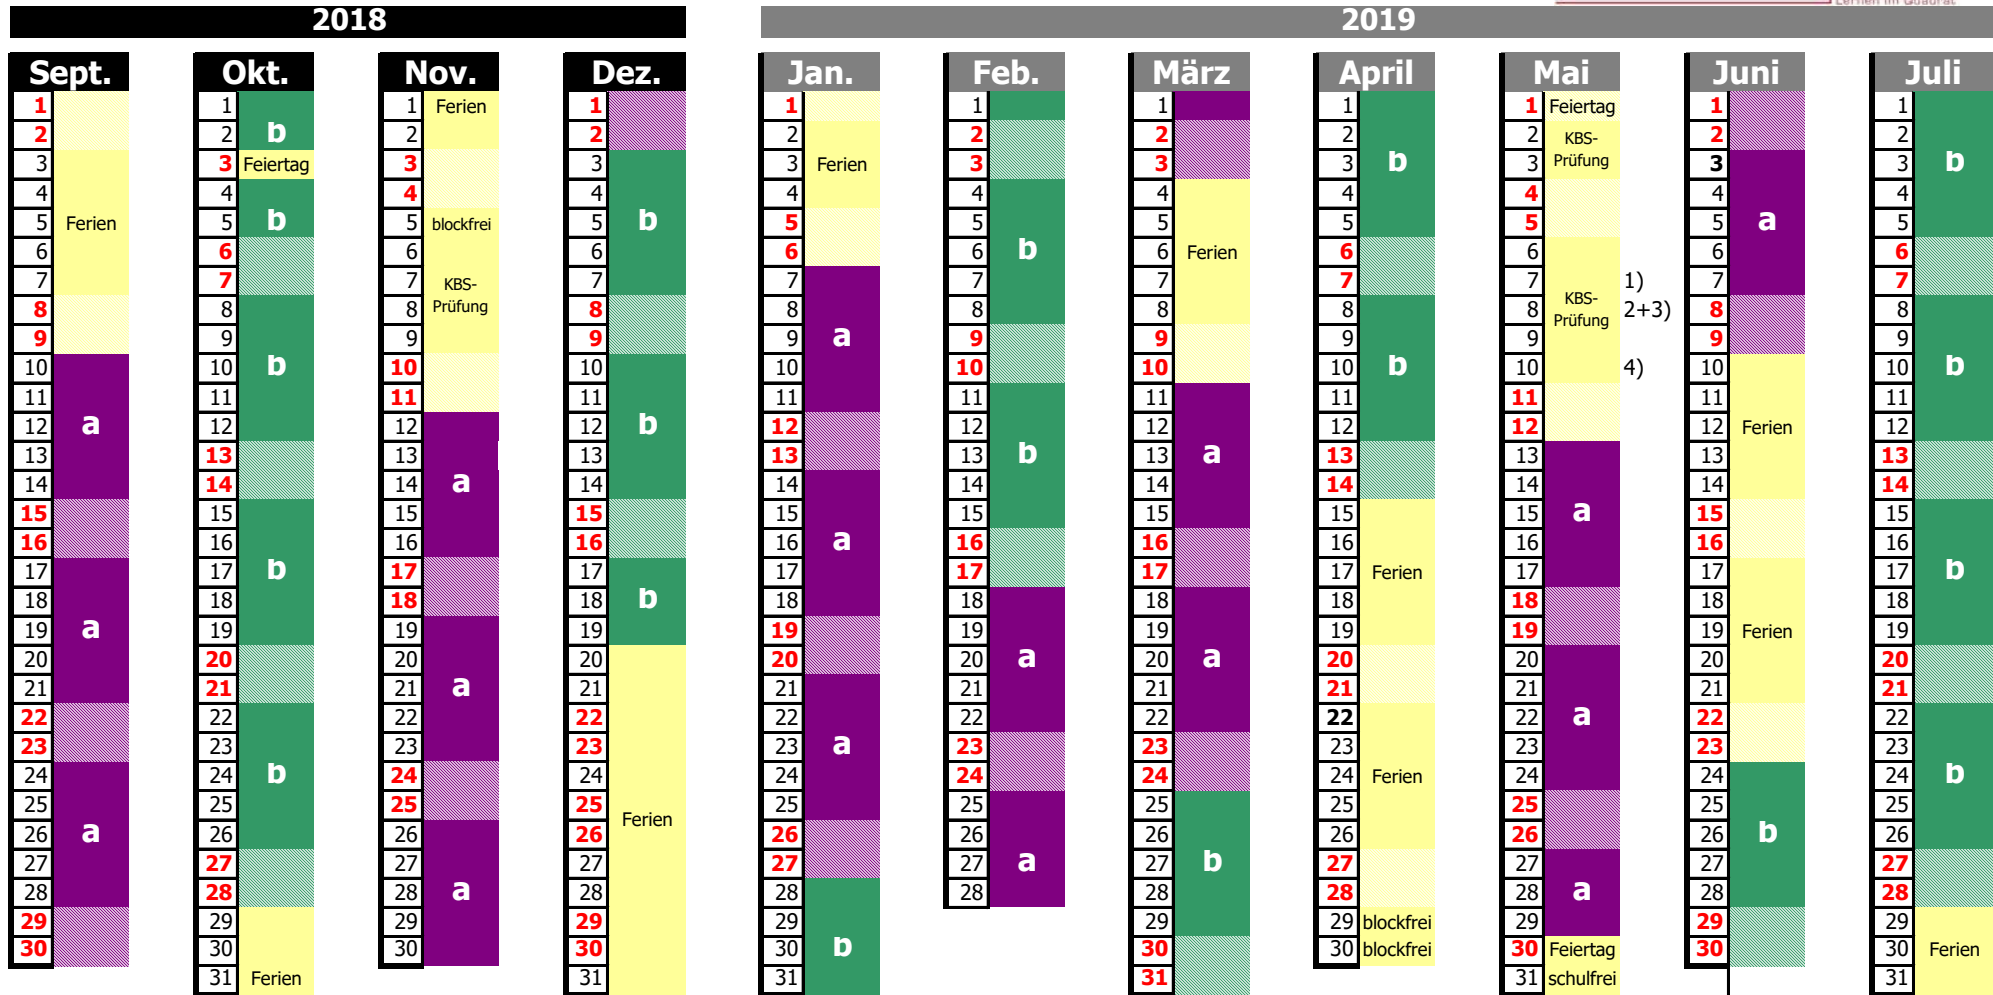 Lernen im Quadrat
2018 2019
Sept. Okt. Nov. Dez. Jan. Feb. März April Mai Juni Juli
1 1 1 Ferien 1 1 1 1 1 1 Feiertag 1 1
2 2 b 2 2 2 2 2 2 2 KBS- 2 2
3 3 Feiertag 3 3 3 Ferien 3 3 3 b 3 Prüfung 3 3 b
4 4 4 4 4 4 4 4 4 4 4
5 Ferien 5 b 5 blockfrei 5 b 5 5 5 5 5 5 a 5
6 6 6 6 6 6 b 6 Ferien 6 6 6 6
7 7 7 KBS- 7 7 7 7 7 7 1) 7 7
8 8 8 Prüfung 8 8 8 8 8 8 KBS-Prüfung 2+3) 8 8
9 9 9 9 9 a 9 9 9 9 9 9
10 10 b 10 10 10 10 10 10 b 10 4) 10 10 b
11 11 11 11 11 11 11 11 11 11 11
12 a 12 12 12 b 12 12 12 12 12 12 Ferien 12
13 13 13 13 13 13 b 13 a 13 13 13 13
14 14 14 a 14 14 14 14 14 14 14 14
15 15 15 15 15 15 15 15 15 a 15 15
16 16 16 16 16 a 16 16 16 16 16 16
17 17 b 17 17 17 17 17 17 Ferien 17 17 17 b
18 18 18 18 b 18 18 18 18 18 18 18
19 a 19 19 19 19 19 19 19 19 19 Ferien 19
20 20 20 20 20 20 a 20 a 20 20 20 20
21 21 21 a 21 21 21 21 21 21 21 21
22 22 22 22 22 22 22 22 22 a 22 22
23 23 23 23 23 a 23 23 23 23 23 23
24 24 b 24 24 24 24 24 24 Ferien 24 24 24 b
25 25 25 25 25 25 25 25 25 25 25
26 a 26 26 26 Ferien 26 26 26 26 26 26 b 26
27 27 27 27 27 27 a 27 b 27 27 27 27
28 28 28 a 28 28 28 28 28 28 a 28 28
29 29 29 29 29 29 29 blockfrei 29 29 29
30 30 30 30 30 b 30 30 blockfrei 30 Feiertag 30 30 Ferien
31 Ferien 31 31 31 31 schulfrei 31